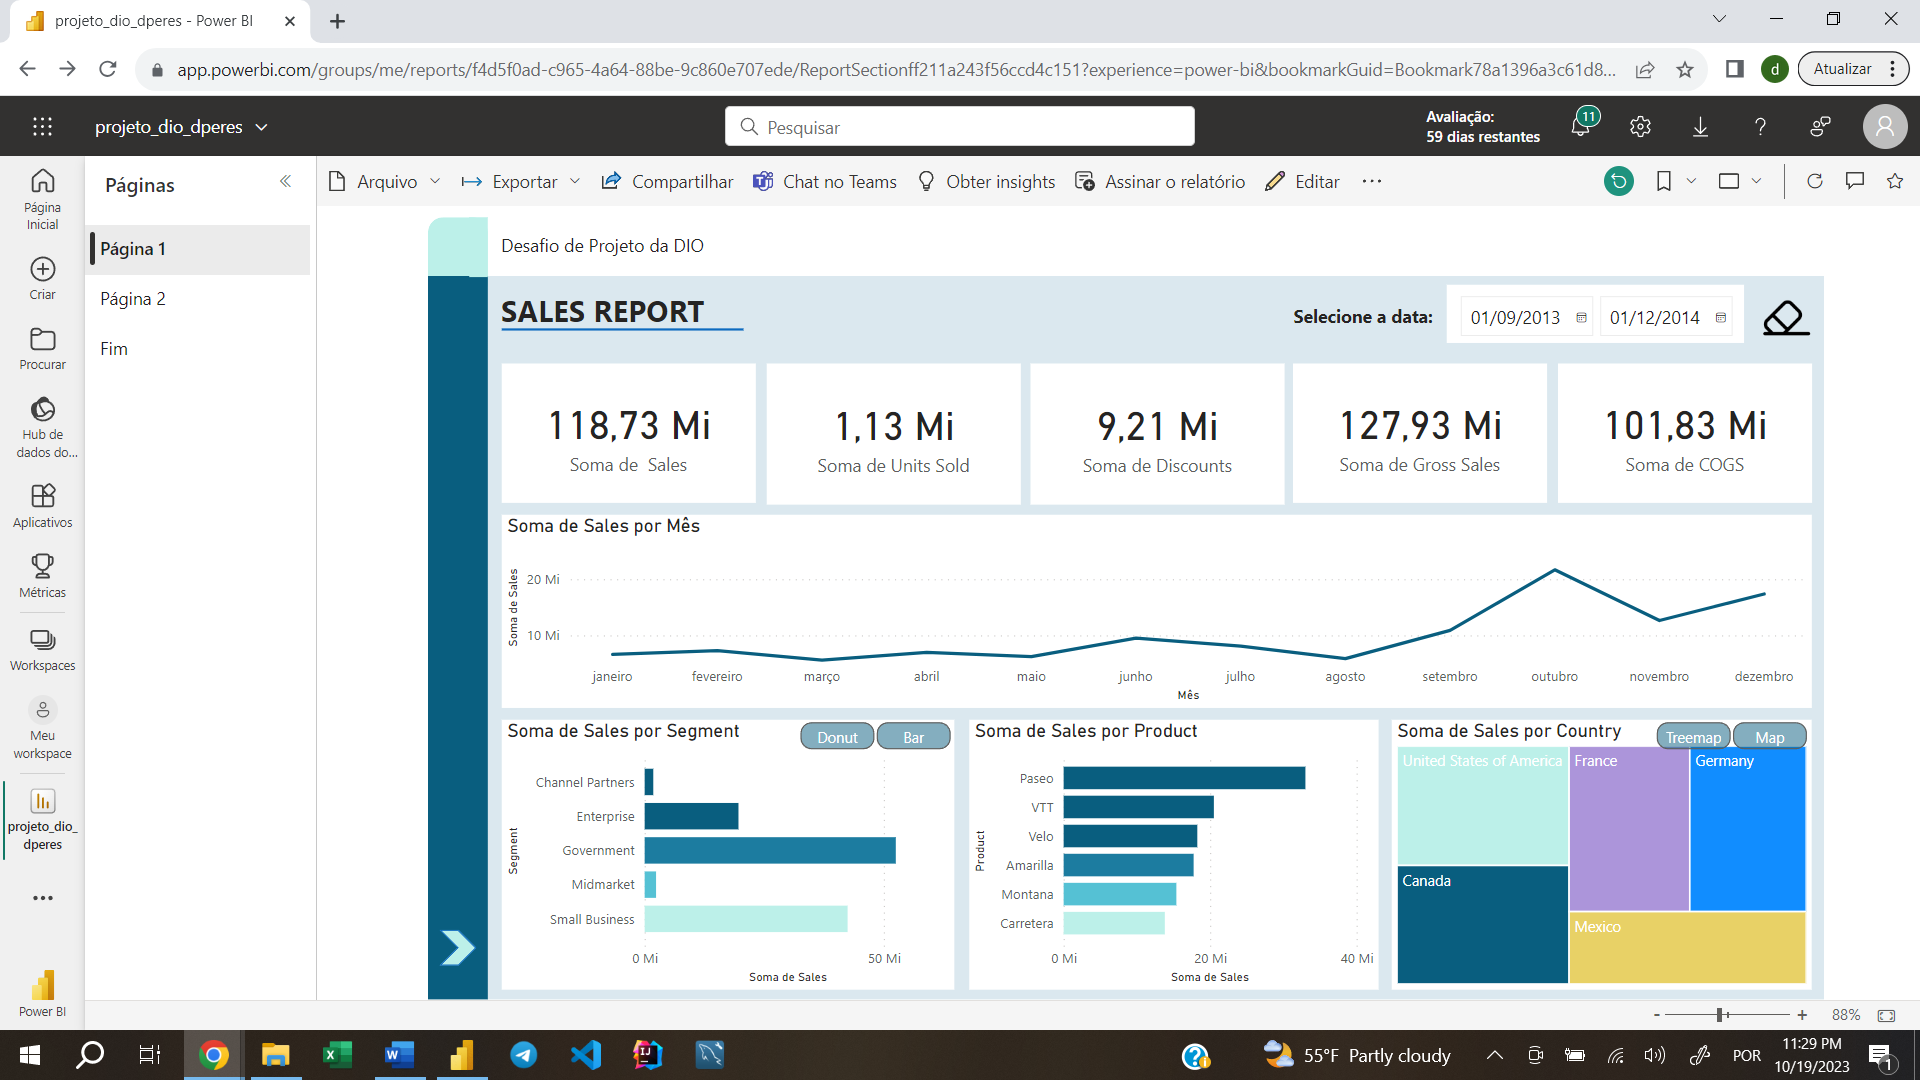 projeto_dio_dperes - Power BI
app.powerbi.com/groups/me/reports/f4d5f0ad-c965-4a64-88be-9c860e707ede/ReportSectionff211a243f56ccd4c151?experience=power-bi&bookmarkGuid=Bookmark78a1396a3c61d8...
d
Atualizar
projeto_dio_dperes
Pesquisar
Avaliação:
59 dias restantes
11
Página
Inicial
Criar
Procurar
Hub de
dados do...
Aplicativos
Métricas
Workspaces
Meu
workspace
projeto_dio_
dperes
Power BI
Páginas
Página 1
Página 2
Fim
Arquivo
Exportar
Compartilhar
Chat no Teams
Obter insights
Assinar o relatório
Editar
Desafio de Projeto da DIO
SALES REPORT
Selecione a data:
01/09/2013
01/12/2014
118,73 Mi
Soma de  Sales
1,13 Mi
Soma de Units Sold
9,21 Mi
Soma de Discounts
127,93 Mi
Soma de Gross Sales
101,83 Mi
Soma de COGS
Soma de Sales por Mês
Soma de Sales
20 Mi
10 Mi
janeiro fevereiro março abril maio junho julho agosto setembro outubro novembro dezembro
Mês
Soma de Sales por Segment
Donut
Bar
Segment
Channel Partners
Enterprise
Government
Midmarket
Small Business
0 Mi 50 Mi
Soma de Sales
Soma de Sales por Product
Product
Paseo
VTT
Velo
Amarilla
Montana
Carretera
0 Mi 20 Mi 40 Mi
Soma de Sales
Soma de Sales por Country
Treemap
Map
United States of America
France
Germany
Canada
Mexico
- + 88%
55°F Partly cloudy
POR
11:29 PM
10/19/2023
1